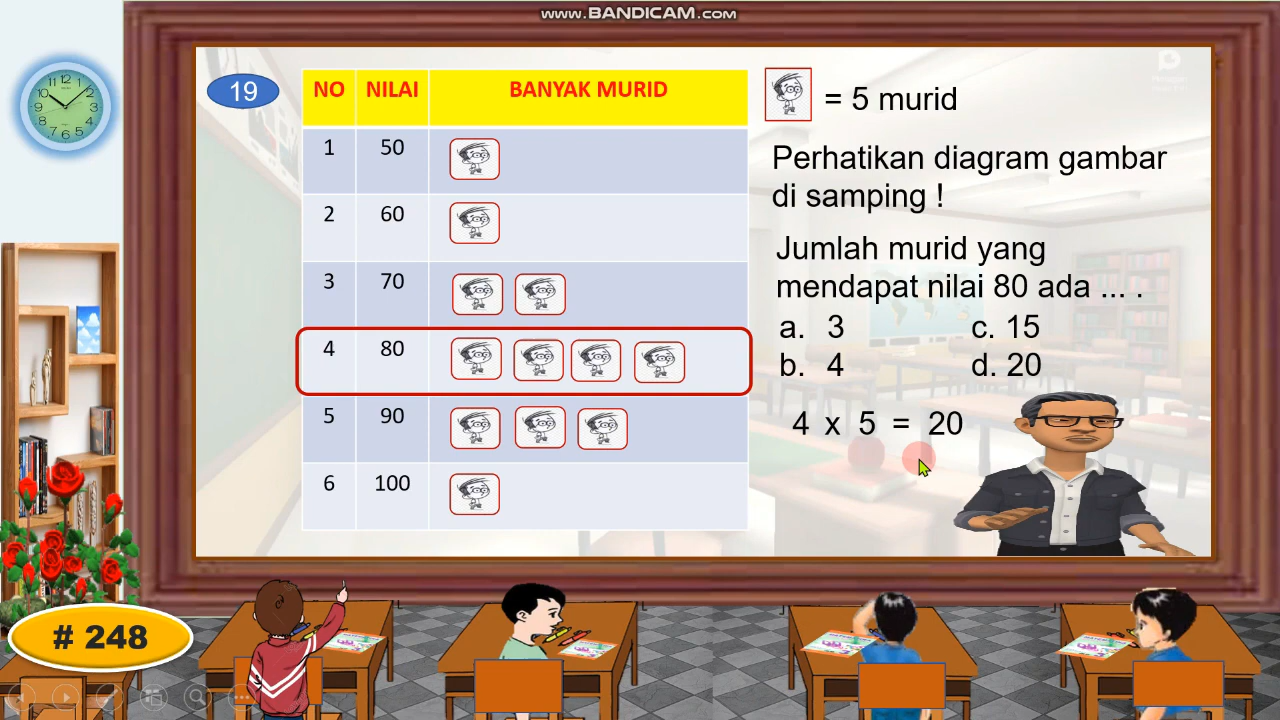 www.BANDICAM.com
19
NO NILAI BANYAK MURID
1 50
2 60
3 70
4 80
5 90
6 100
= 5 murid
Perhatikan diagram gambar
di samping !
Jumlah murid yang
mendapat nilai 80 ada ... .
a. 3 c. 15
b. 4 d. 20
4 x 5 = 20
# 248